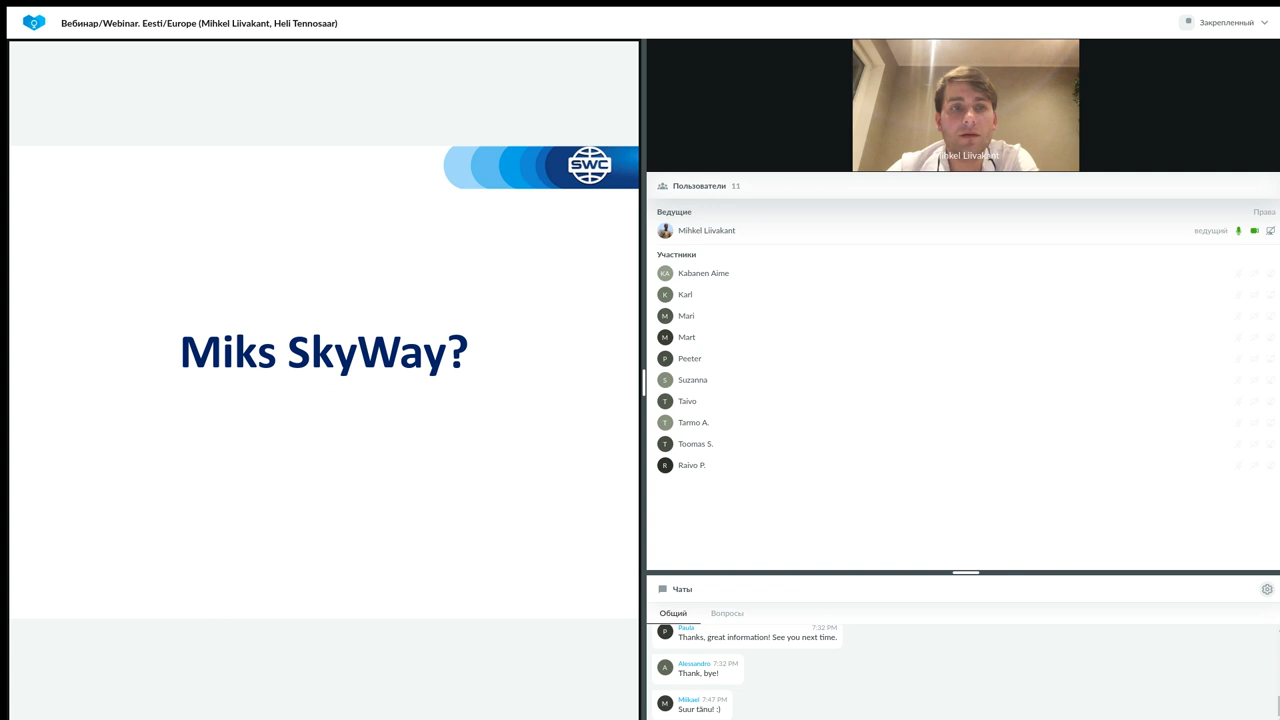 Вебинар/Webinar. Eesti/Europe (Mihkel Liivakant, Heli Tennosaar)
Закрепленный
SWC
Miks SkyWay?
Mihkel Liivakant
Пользователи 11
Ведущие Права
Mihkel Liivakant ведущий
Участники
KA Kabanen Aime
K Karl
M Mari
M Mart
P Peeter
S Suzanna
T Taivo
T Tarmo A.
T Toomas S.
R Raivo P.
Чаты
Общий Вопросы
Paula 7:32 PM
P Thanks, great information! See you next time.
Alessandro 7:32 PM
A Thank, bye!
Miikael 7:47 PM
M Suur tänu! :)